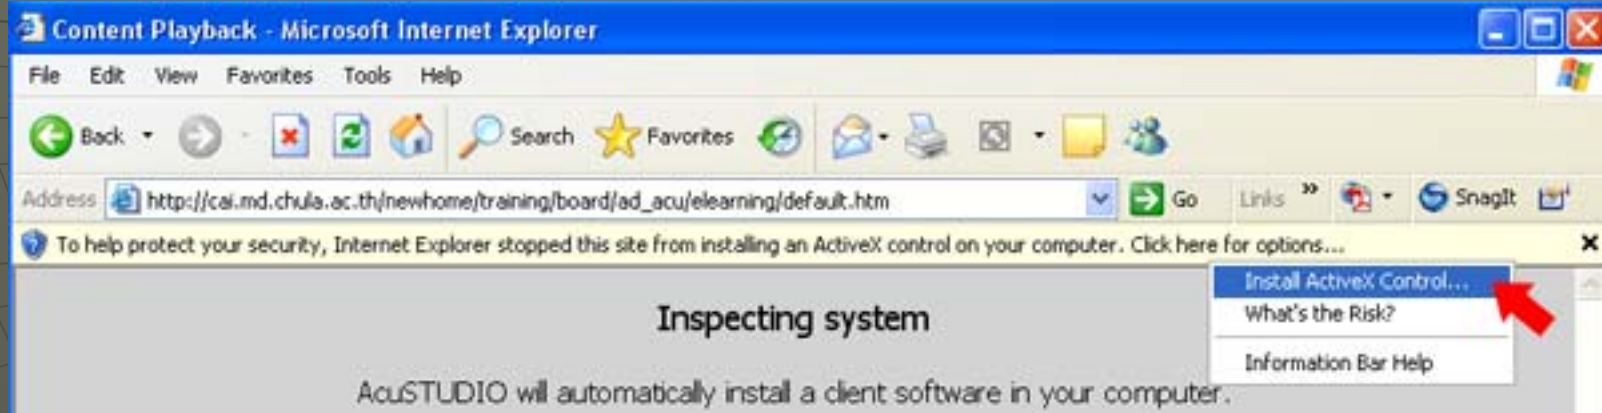 Content Playback - Microsoft Internet Explorer
File Edit View Favorites Tools Help
Back Search Favorites
Address http://cai.md.chula.ac.th/newhome/training/board/ad_acu/elearning/default.htm Go Links » SnagIt
To help protect your security, Internet Explorer stopped this site from installing an ActiveX control on your computer. Click here for options...
Install ActiveX Control...
What's the Risk?
Information Bar Help
Inspecting system
AcuSTUDIO will automatically install a client software in your computer.